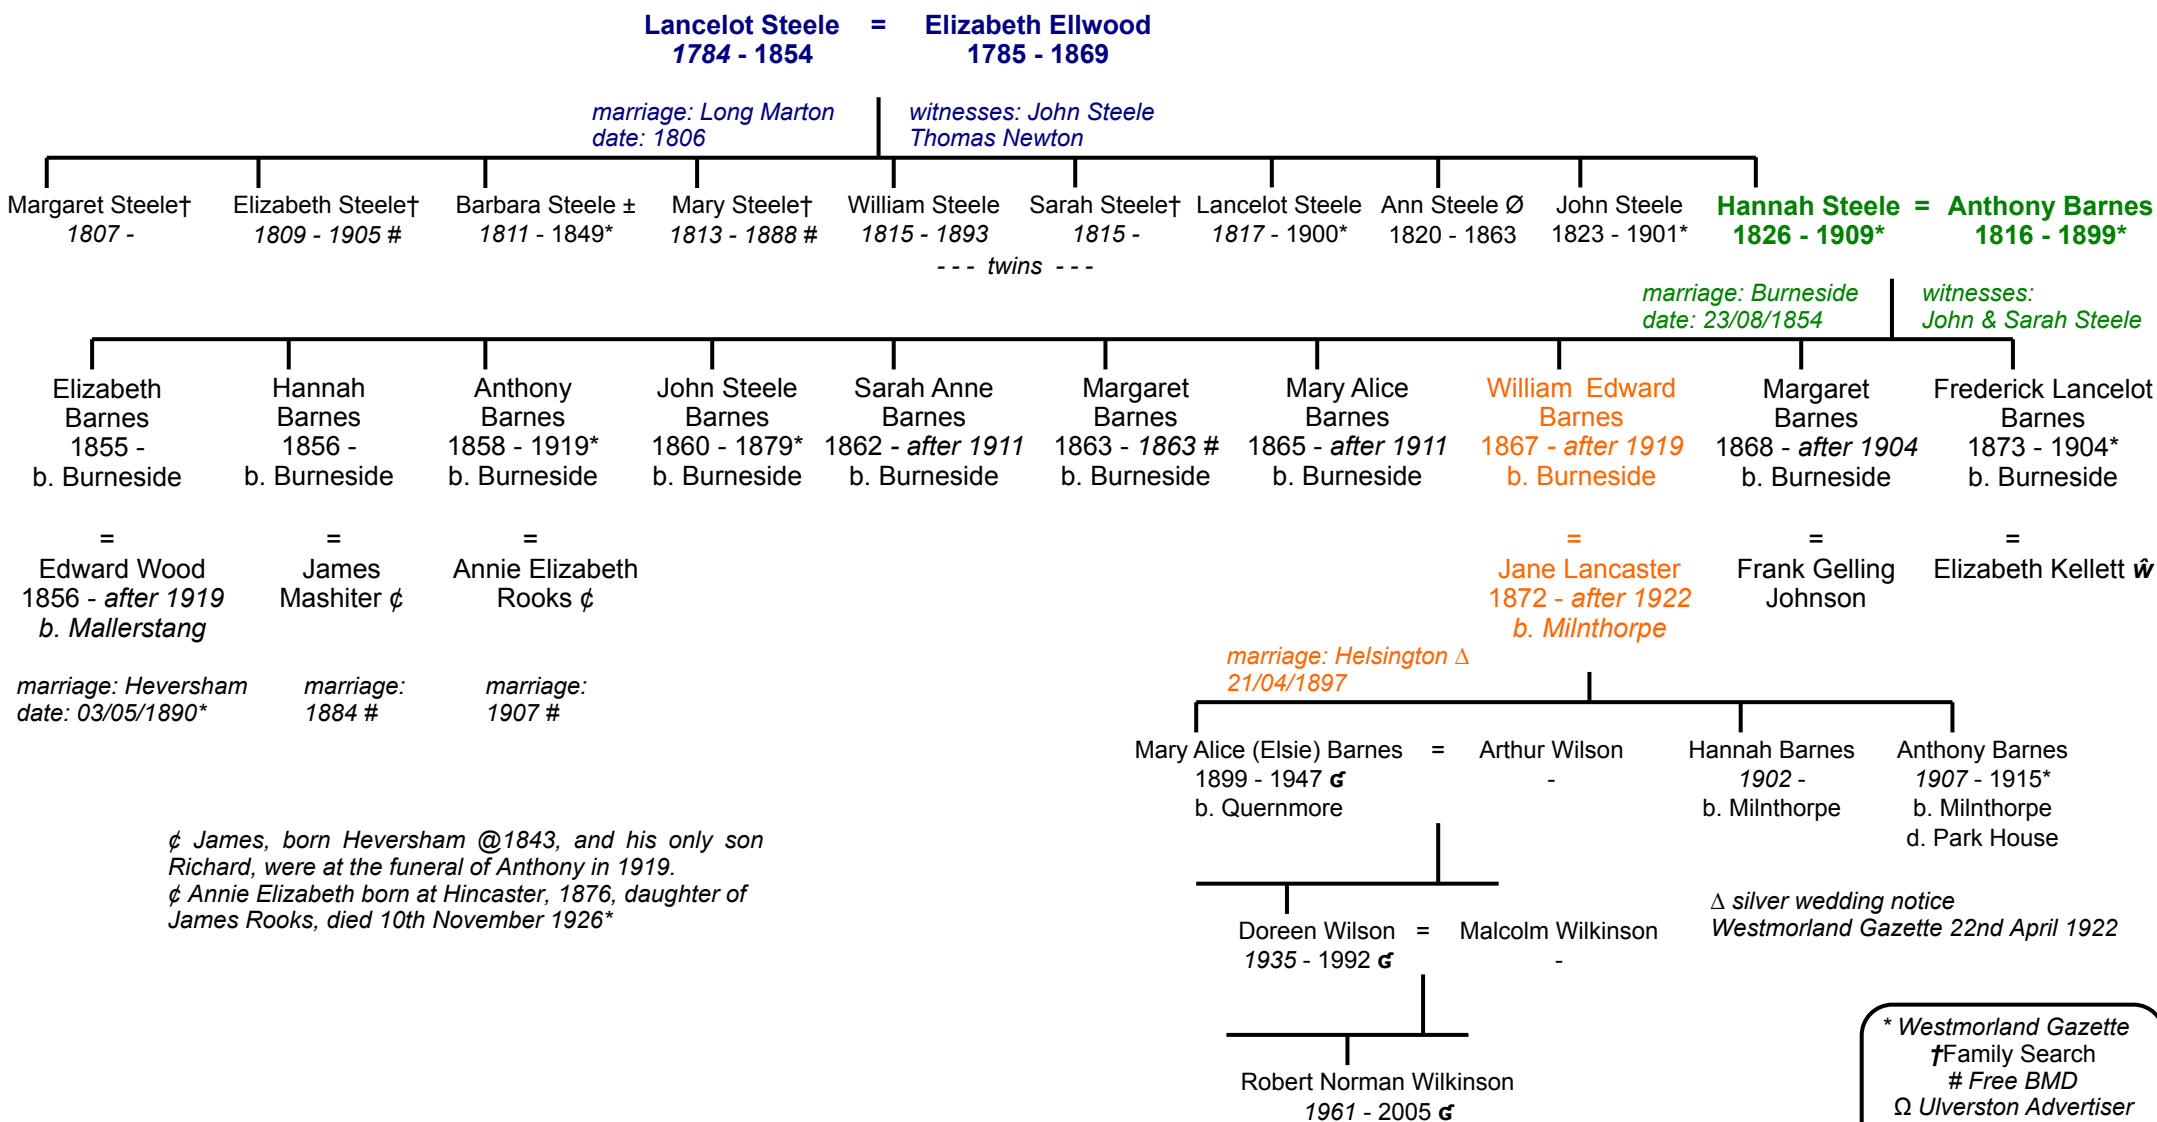 Lancelot Steele = Elizabeth Ellwood
1784 - 1854 1785 - 1869
marriage: Long Marton
date: 1806
witnesses: John Steele
Thomas Newton
Margaret Steele†
1807 -
Elizabeth Steele†
1809 - 1905 #
Barbara Steele ±
1811 - 1849*
Mary Steele†
1813 - 1888 #
William Steele
1815 - 1893
Sarah Steele†
1815 -
- - - twins - - -
Lancelot Steele
1817 - 1900*
Ann Steele Ø
1820 - 1863
John Steele
1823 - 1901*
Hannah Steele = Anthony Barnes
1826 - 1909* 1816 - 1899*
marriage: Burneside
date: 23/08/1854
witnesses:
John & Sarah Steele
Elizabeth
Barnes
1855 -
b. Burneside
Hannah
Barnes
1856 -
b. Burneside
Anthony
Barnes
1858 - 1919*
b. Burneside
John Steele
Barnes
1860 - 1879*
b. Burneside
Sarah Anne
Barnes
1862 - after 1911
b. Burneside
Margaret
Barnes
1863 - 1863 #
b. Burneside
Mary Alice
Barnes
1865 - after 1911
b. Burneside
William Edward
Barnes
1867 - after 1919
b. Burneside
Margaret
Barnes
1868 - after 1904
b. Burneside
Frederick Lancelot
Barnes
1873 - 1904*
b. Burneside
=
Edward Wood
1856 - after 1919
b. Mallerstang
=
James
Mashiter ¢
=
Annie Elizabeth
Rooks ¢
=
Jane Lancaster
1872 - after 1922
b. Milnthorpe
=
Frank Gelling
Johnson
=
Elizabeth Kellett ŵ
marriage: Heversham
date: 03/05/1890*
marriage:
1884 #
marriage:
1907 #
marriage: Helsington ∆
21/04/1897
Mary Alice (Elsie) Barnes = Arthur Wilson
1899 - 1947 -
b. Quernmore
Hannah Barnes
1902 -
b. Milnthorpe
Anthony Barnes
1907 - 1915*
b. Milnthorpe
d. Park House
¢ James, born Heversham @1843, and his only son
Richard, were at the funeral of Anthony in 1919.
¢ Annie Elizabeth born at Hincaster, 1876, daughter of
James Rooks, died 10th November 1926*
∆ silver wedding notice
Westmorland Gazette 22nd April 1922
Doreen Wilson = Malcolm Wilkinson
1935 - 1992 -
Robert Norman Wilkinson
1961 - 2005
* Westmorland Gazette
†Family Search
# Free BMD
Ω Ulverston Advertiser